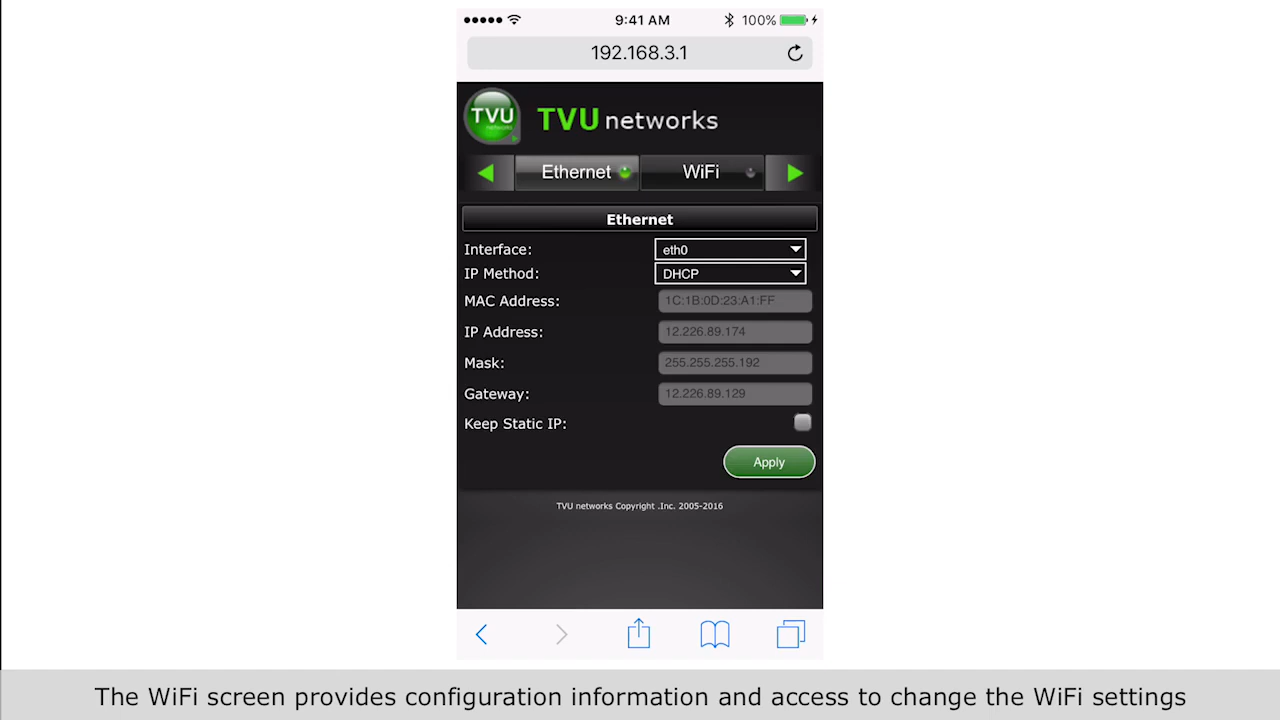 9:41 AM 100%
192.168.3.1
TVU networks
TVU networks
Ethernet WiFi
Ethernet
Interface: eth0
IP Method: DHCP
MAC Address: 1C:1B:0D:23:A1:FF
IP Address: 12.226.89.174
Mask: 255.255.255.192
Gateway: 12.226.89.129
Keep Static IP:
Apply
TVU networks Copyright .Inc. 2005-2016
The WiFi screen provides configuration information and access to change the WiFi settings